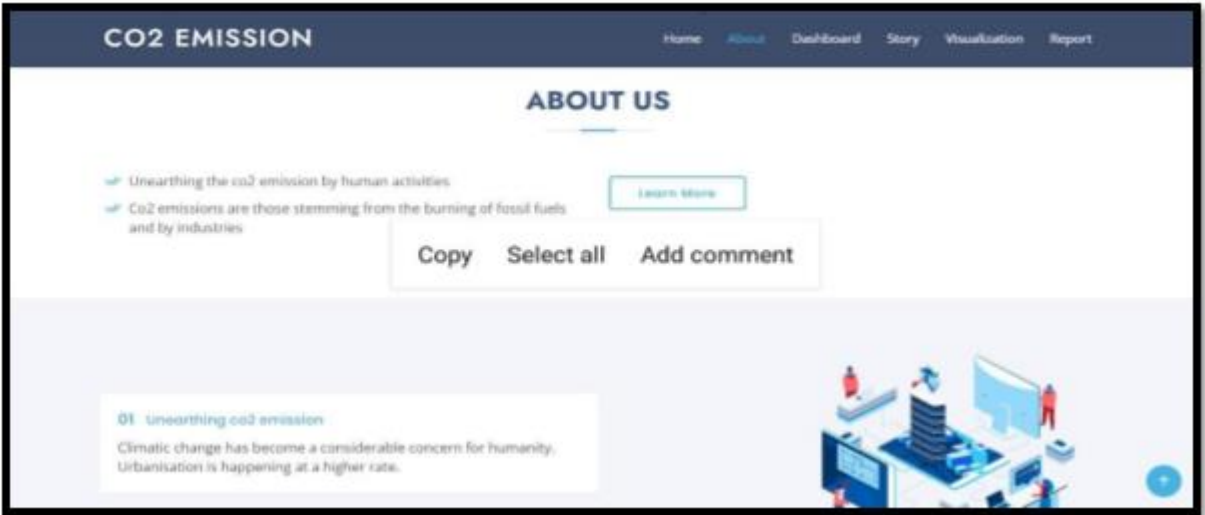 CO2 EMISSION
Home About Dashboard Story Visualization Report
ABOUT US
Unearthing the co2 emission by human activities
Co2 emissions are those stemming from the burning of fossil fuels
and by industries
Learn More
Copy Select all Add comment
01 Unearthing co2 emission
Climatic change has become a considerable concern for humanity.
Urbanisation is happening at a higher rate.